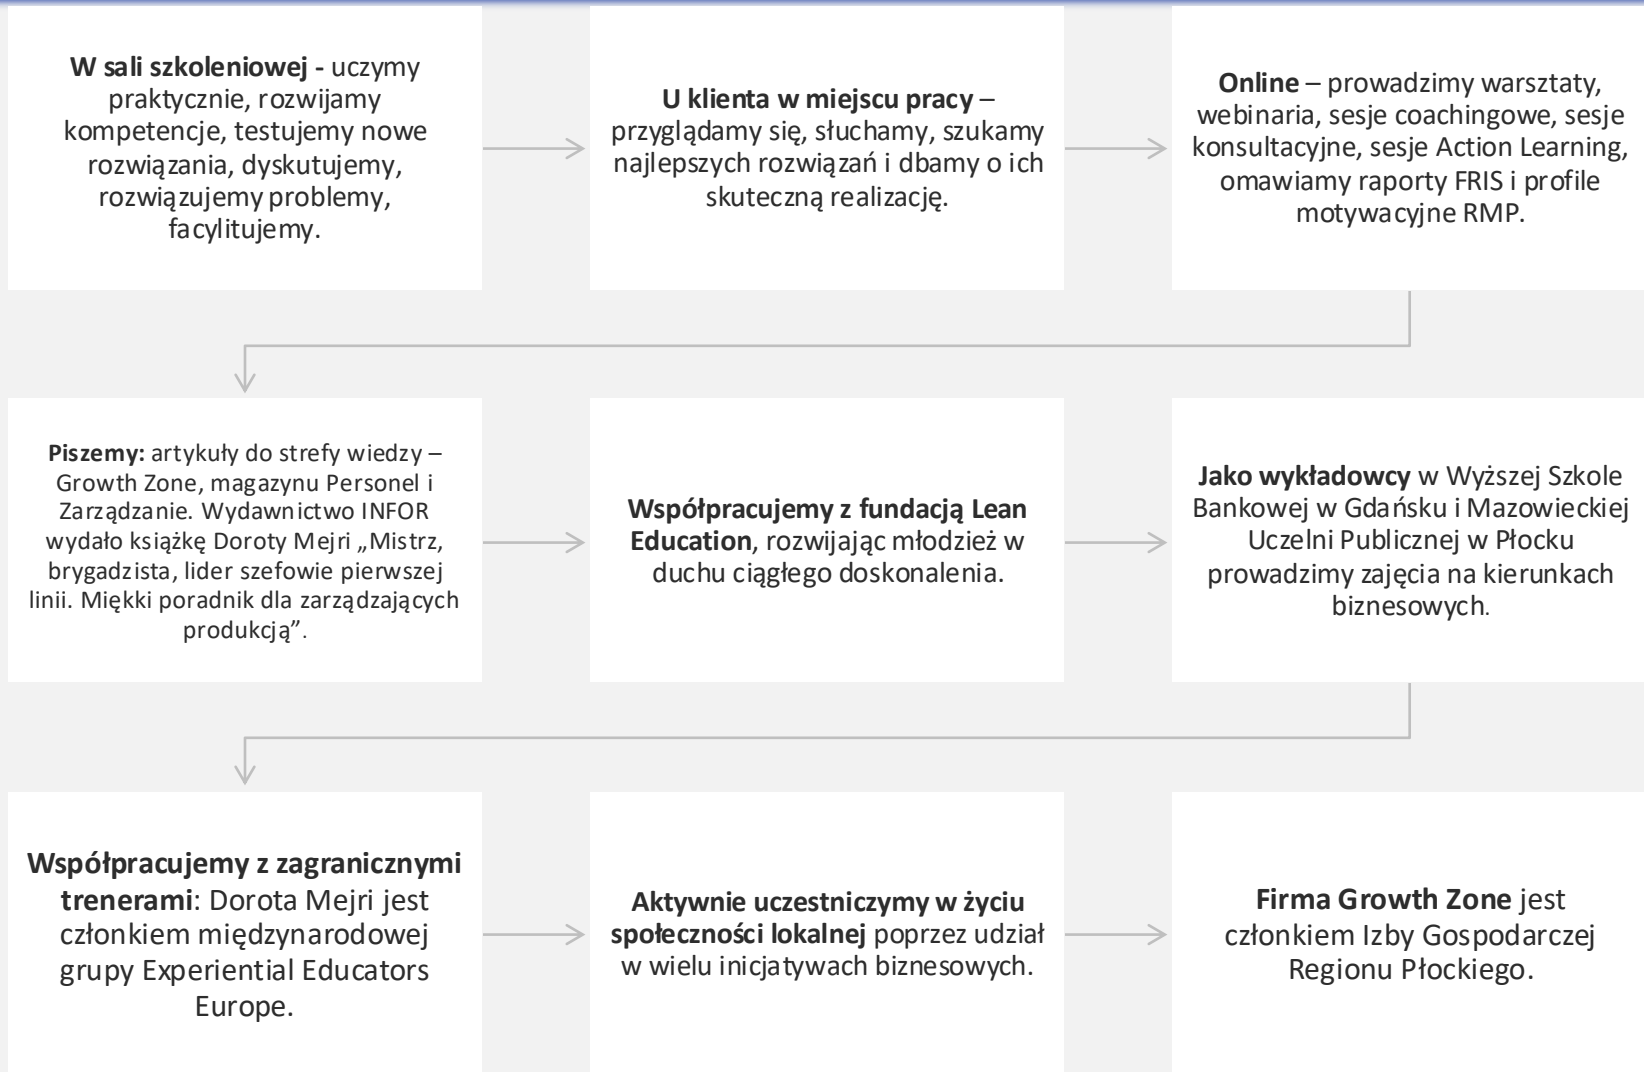 W sali szkoleniowej - uczymy
praktycznie, rozwijamy
kompetencje, testujemy nowe
rozwiązania, dyskutujemy,
rozwiązujemy problemy,
facylitujemy.
U klienta w miejscu pracy –
przyglądamy się, słuchamy, szukamy
najlepszych rozwiązań i dbamy o ich
skuteczną realizację.
Online – prowadzimy warsztaty,
webinaria, sesje coachingowe, sesje
konsultacyjne, sesje Action Learning,
omawiamy raporty FRIS i profile
motywacyjne RMP.
Piszemy: artykuły do strefy wiedzy –
Growth Zone, magazynu Personel i
Zarządzanie. Wydawnictwo INFOR
wydało książkę Doroty Mejri „Mistrz,
brygadzista, lider szefowie pierwszej
linii. Miękki poradnik dla zarządzających
produkcją”.
Współpracujemy z fundacją Lean
Education, rozwijając młodzież w
duchu ciągłego doskonalenia.
Jako wykładowcy w Wyższej Szkole
Bankowej w Gdańsku i Mazowieckiej
Uczelni Publicznej w Płocku
prowadzimy zajęcia na kierunkach
biznesowych.
Współpracujemy z zagranicznymi
trenerami: Dorota Mejri jest
członkiem międzynarodowej
grupy Experiential Educators
Europe.
Aktywnie uczestniczymy w życiu
społeczności lokalnej poprzez udział
w wielu inicjatywach biznesowych.
Firma Growth Zone jest
członkiem Izby Gospodarczej
Regionu Płockiego.